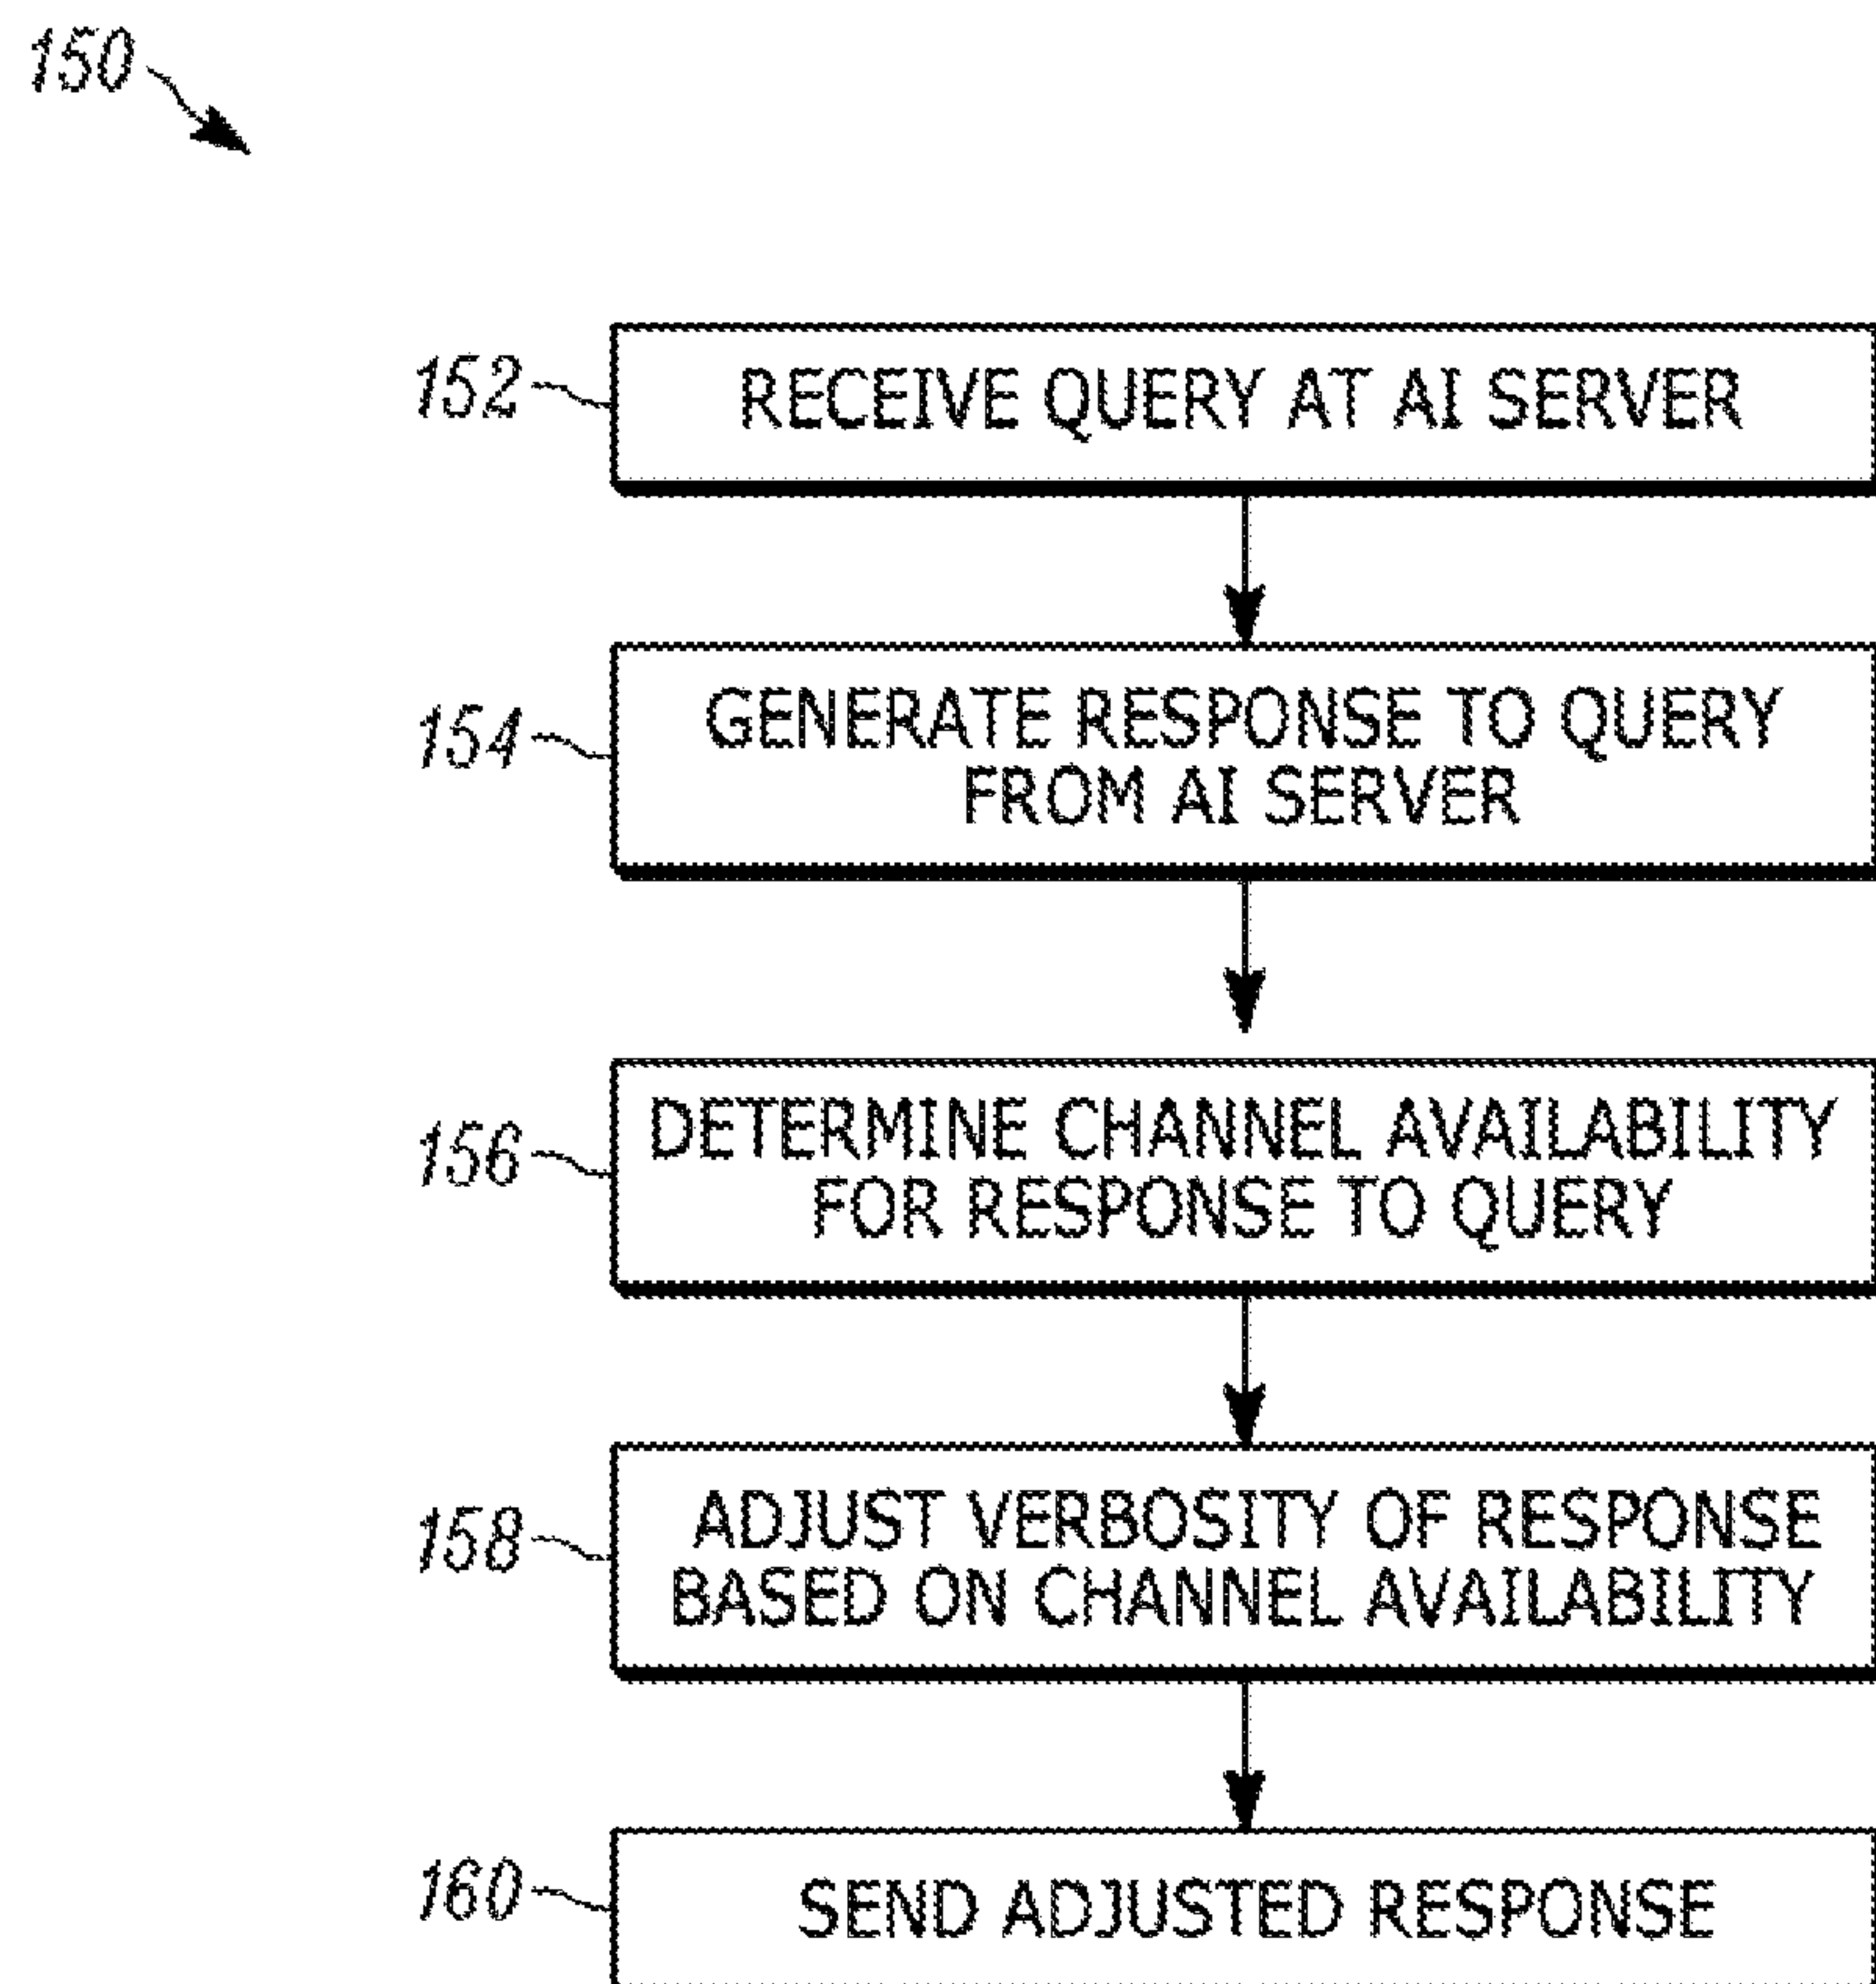 150
152
RECEIVE QUERY AT AI SERVER
154
GENERATE RESPONSE TO QUERY
FROM AI SERVER
156
DETERMINE CHANNEL AVAILABILITY
FOR RESPONSE TO QUERY
158
ADJUST VERBOSITY OF RESPONSE
BASED ON CHANNEL AVAILABILITY
160
SEND ADJUSTED RESPONSE